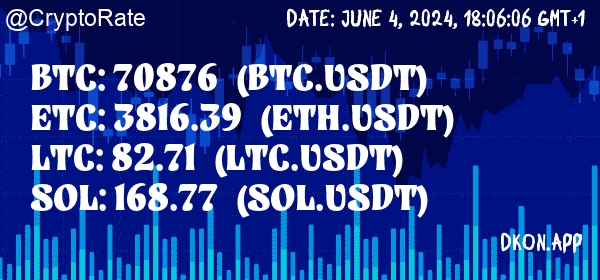 @CryptoRate
DATE: JUNE 4, 2024, 18:06:06 GMT+1
BTC: 70876 (BTC.USDT)
ETC: 3816.39 (ETH.USDT)
LTC: 82.71 (LTC.USDT)
SOL: 168.77 (SOL.USDT)
DKON.APP